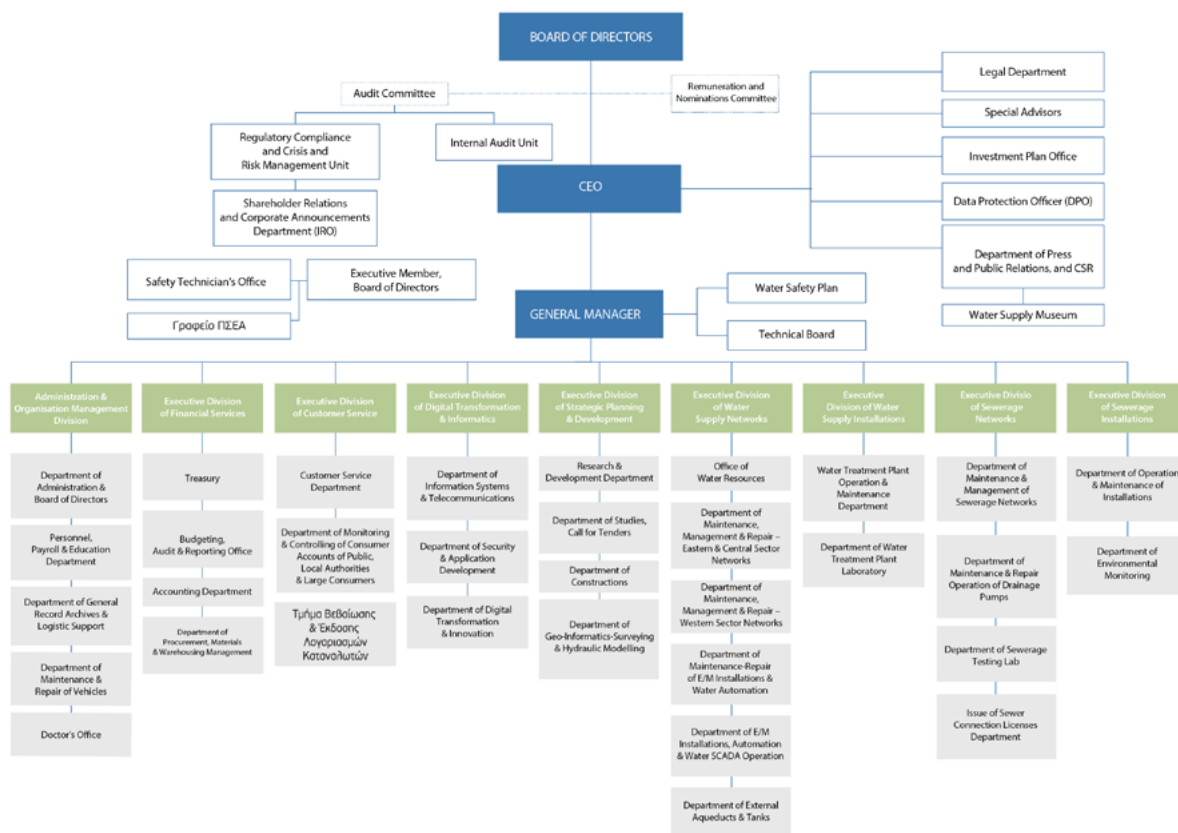 BOARD OF DIRECTORS
Audit Committee
Remuneration and
Nominations Committee
Regulatory Compliance
and Crisis and
Risk Management Unit
Internal Audit Unit
Shareholder Relations
and Corporate Announcements
Department (IRO)
CEO
Legal Department
Special Advisors
Investment Plan Office
Data Protection Officer (DPO)
Department of Press
and Public Relations, and CSR
Water Supply Museum
Safety Technician's Office
Executive Member,
Board of Directors
Γραφείο ΠΣΕΑ
GENERAL MANAGER
Water Safety Plan
Technical Board
Administration &
Organisation Management
Division
Department of
Administration &
Board of Directors
Personnel,
Payroll & Education
Department
Department of General
Record Archives &
Logistic Support
Department of
Maintenance &
Repair of Vehicles
Doctor's Office
Executive Division
of Financial Services
Treasury
Budgeting,
Audit & Reporting Office
Accounting Department
Department of
Procurement, Materials
& Warehousing Management
Executive Division
of Customer Service
Customer Service
Department
Department of Monitoring
& Controlling of Consumer
Accounts of Public,
Local Authorities
& Large Consumers
Τμήμα Βεβαίωσης
& Έκδοσης
Λογαριασμών
Καταναλωτών
Executive Division
of Digital Transformation
& Informatics
Department of
Information Systems
& Telecommunications
Department of Security
& Application
Development
Department of Digital
Transformation
& Innovation
Executive Division
of Strategic Planning
& Development
Research &
Development Department
Department of Studies,
Call for Tenders
Department of
Constructions
Department of
Geo-Informatics-Surveying
& Hydraulic Modelling
Executive Division
of Water
Supply Networks
Office of
Water Resources
Department of
Maintenance,
Management & Repair –
Eastern & Central Sector
Networks
Department of
Maintenance,
Management & Repair –
Western Sector Networks
Department of
Maintenance-Repair
of E/M Installations &
Water Automation
Department of E/M
Installations, Automation
& Water SCADA Operation
Department of External
Aqueducts & Tanks
Executive
Division of Water
Supply Installations
Water Treatment Plant
Operation &
Maintenance
Department
Department of Water
Treatment Plant
Laboratory
Executive Divisio
of Sewerage
Networks
Department of
Maintenance &
Management of
Sewerage Networks
Department
of Maintenance & Repair
Operation of Drainage
Pumps
Department of Sewerage
Testing Lab
Issue of Sewer
Connection Licenses
Department
Executive Division
of Sewerage
Installations
Department of Operation
& Maintenance of
Installations
Department of
Environmental
Monitoring